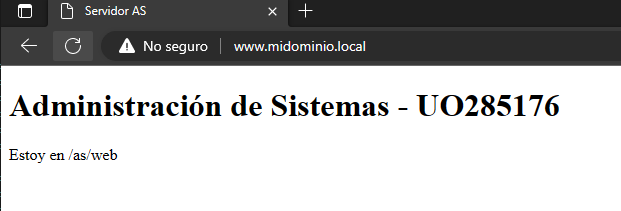 Servidor AS
No seguro
www.midominio.local
Administración de Sistemas - UO285176
Estoy en /as/web